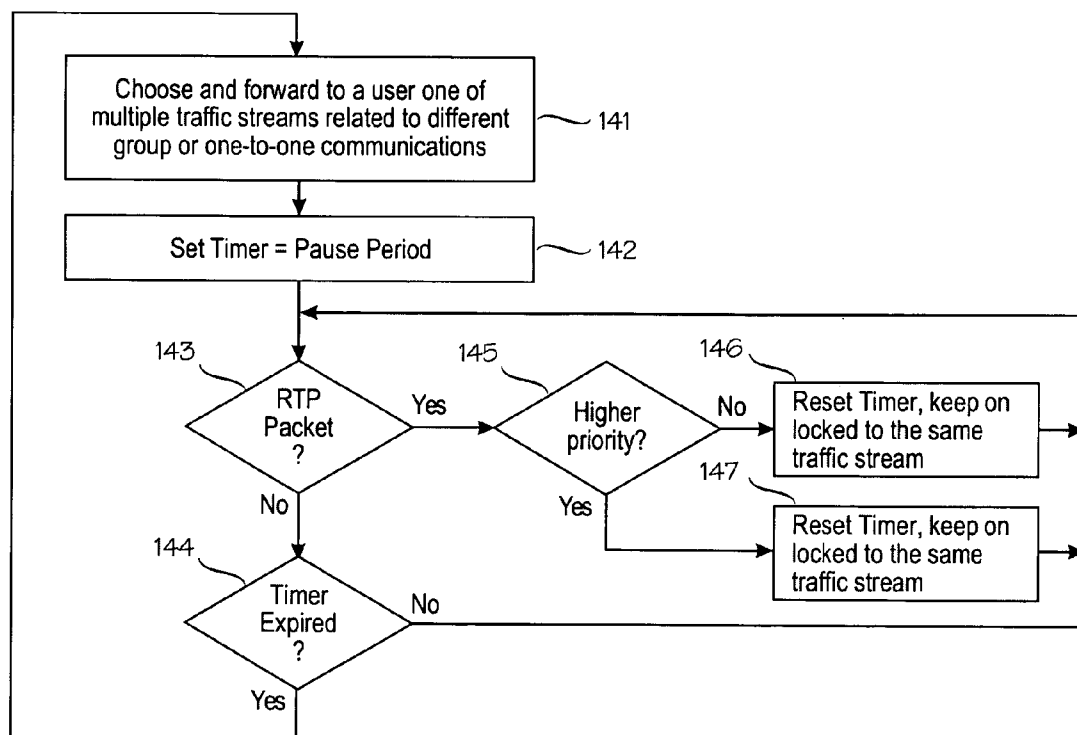 Choose and forward to a user one of
multiple traffic streams related to different
group or one-to-one communications
141
Set Timer = Pause Period
142
143
RTP
Packet
?
Yes
No
145
Higher
priority?
No
Yes
146
Reset Timer, keep on
locked to the same
traffic stream
147
Reset Timer, keep on
locked to the same
traffic stream
144
Timer
Expired
?
No
Yes